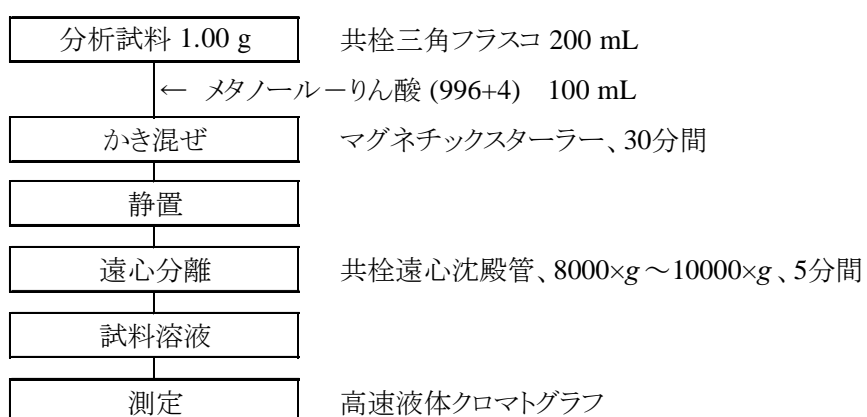 分析試料 1.00 g 共栓三角フラスコ 200 mL
← メタノール－りん酸 (996+4) 100 mL
かき混ぜ マグネチックスターラー、30分間
静置
遠心分離 共栓遠心沈殿管、8000×g～10000×g、5分間
試料溶液
測定 高速液体クロマトグラフ